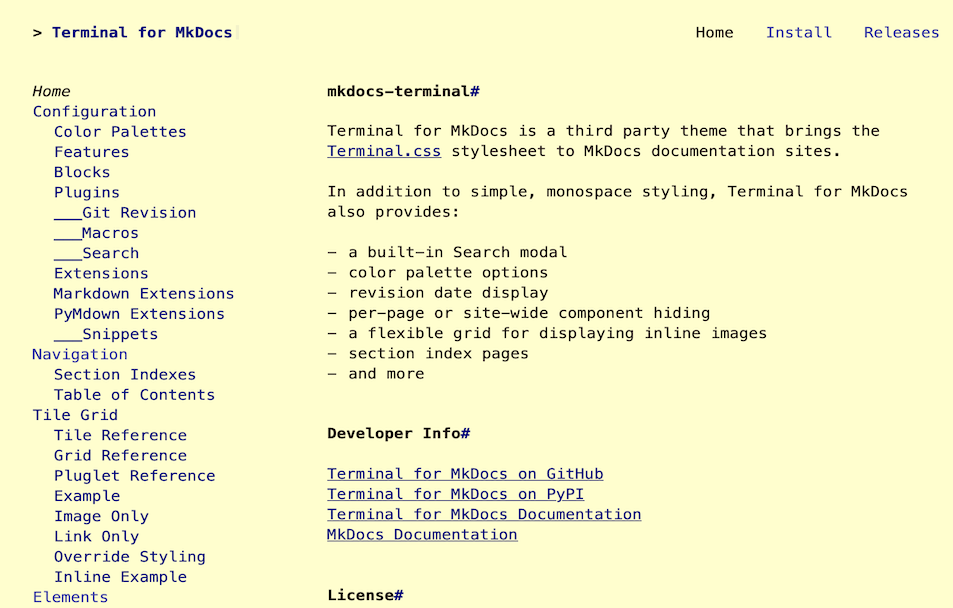 > Terminal for MkDocs
Home Install Releases
Home
Configuration
Color Palettes
Features
Blocks
Plugins
___Git Revision
___Macros
___Search
Extensions
Markdown Extensions
PyMdown Extensions
___Snippets
Navigation
Section Indexes
Table of Contents
Tile Grid
Tile Reference
Grid Reference
Pluglet Reference
Example
Image Only
Link Only
Override Styling
Inline Example
Elements
mkdocs-terminal#
Terminal for MkDocs is a third party theme that brings the
Terminal.css stylesheet to MkDocs documentation sites.
In addition to simple, monospace styling, Terminal for MkDocs
also provides:
– a built-in Search modal
– color palette options
– revision date display
– per-page or site-wide component hiding
– a flexible grid for displaying inline images
– section index pages
– and more
Developer Info#
Terminal for MkDocs on GitHub
Terminal for MkDocs on PyPI
Terminal for MkDocs Documentation
MkDocs Documentation
License#